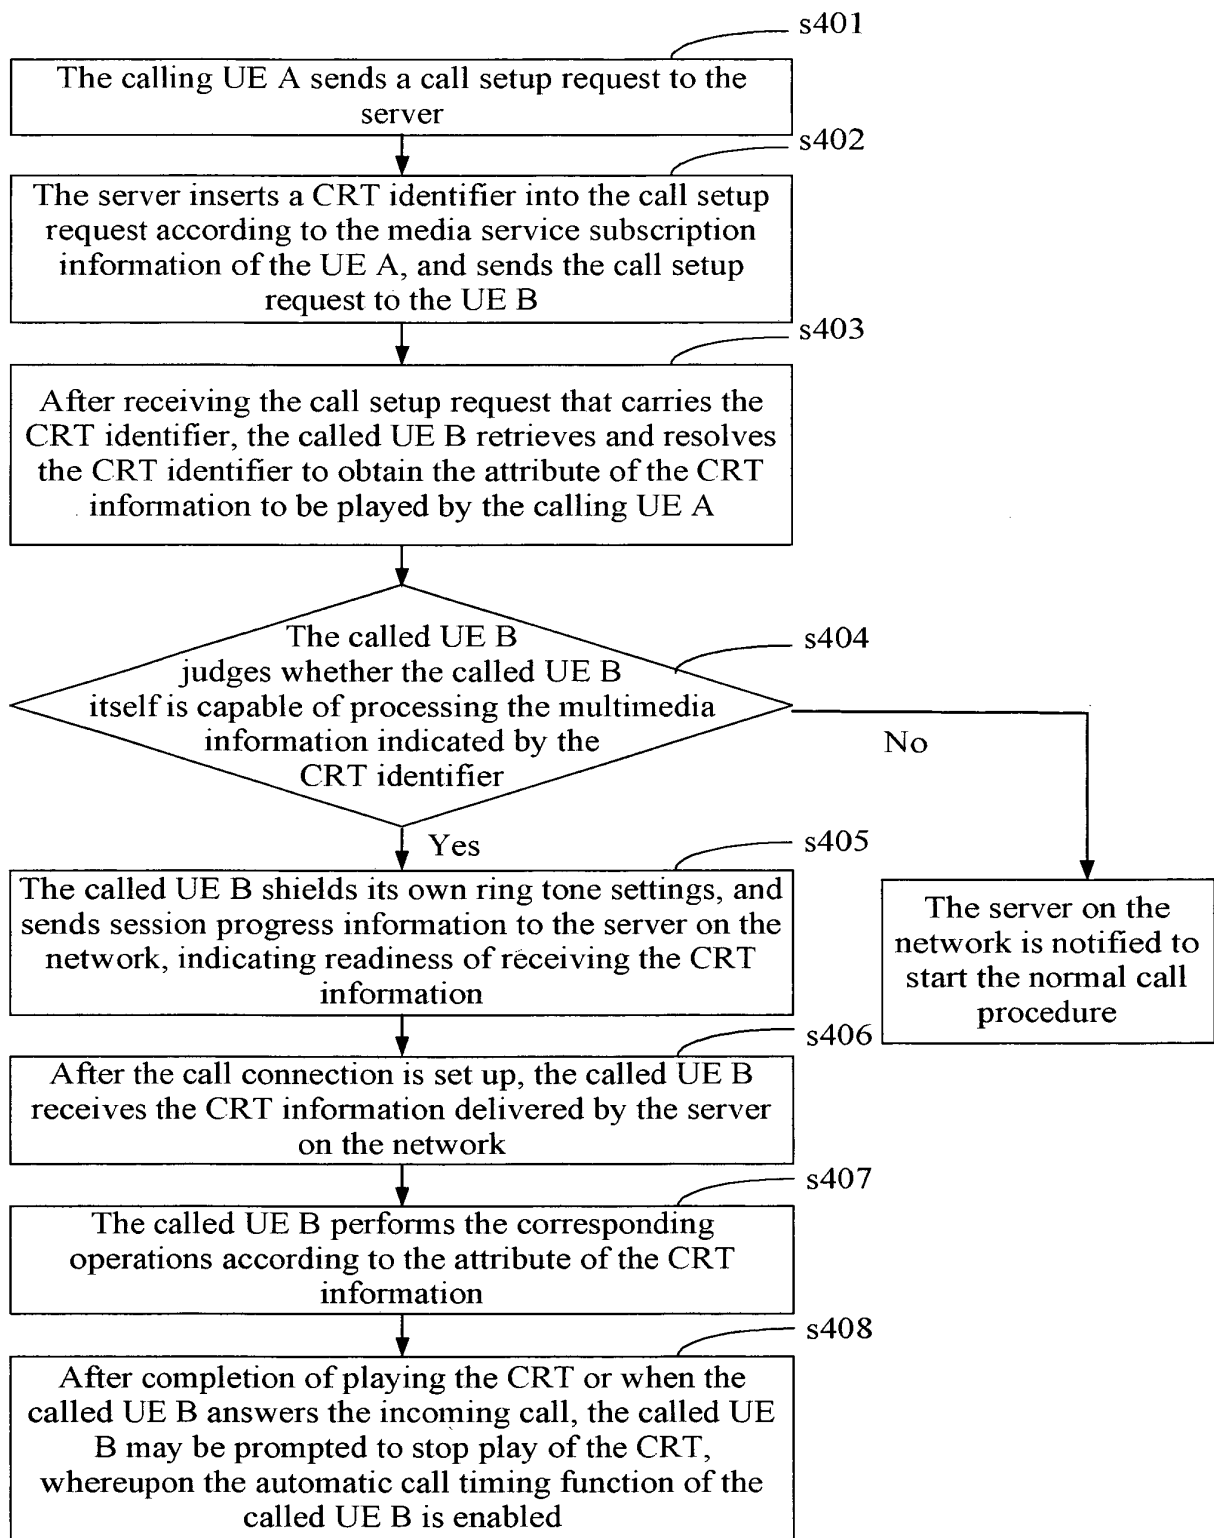 s401
The calling UE A sends a call setup request to the
server
s402
The server inserts a CRT identifier into the call setup
request according to the media service subscription
information of the UE A, and sends the call setup
request to the UE B
s403
After receiving the call setup request that carries the
CRT identifier, the called UE B retrieves and resolves
the CRT identifier to obtain the attribute of the CRT
information to be played by the calling UE A
s404
The called UE B
judges whether the called UE B
itself is capable of processing the multimedia
information indicated by the
CRT identifier
No
Yes
s405
The called UE B shields its own ring tone settings, and
sends session progress information to the server on the
network, indicating readiness of receiving the CRT
information
The server on the
network is notified to
start the normal call
procedure
s406
After the call connection is set up, the called UE B
receives the CRT information delivered by the server
on the network
s407
The called UE B performs the corresponding
operations according to the attribute of the CRT
information
s408
After completion of playing the CRT or when the
called UE B answers the incoming call, the called UE
B may be prompted to stop play of the CRT,
whereupon the automatic call timing function of the
called UE B is enabled